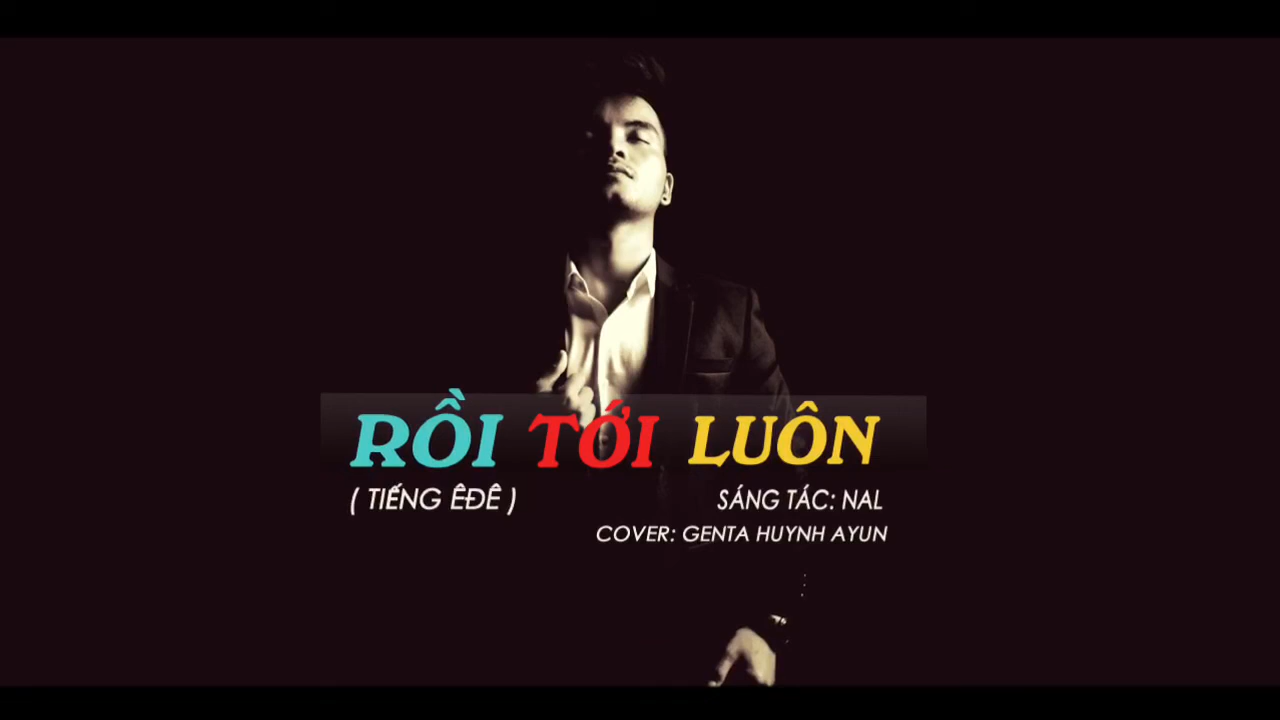 RỒI TỚI LUÔN
( TIẾNG ÊĐÊ )
SÁNG TÁC: NAL
COVER: GENTA HUYNH AYUN